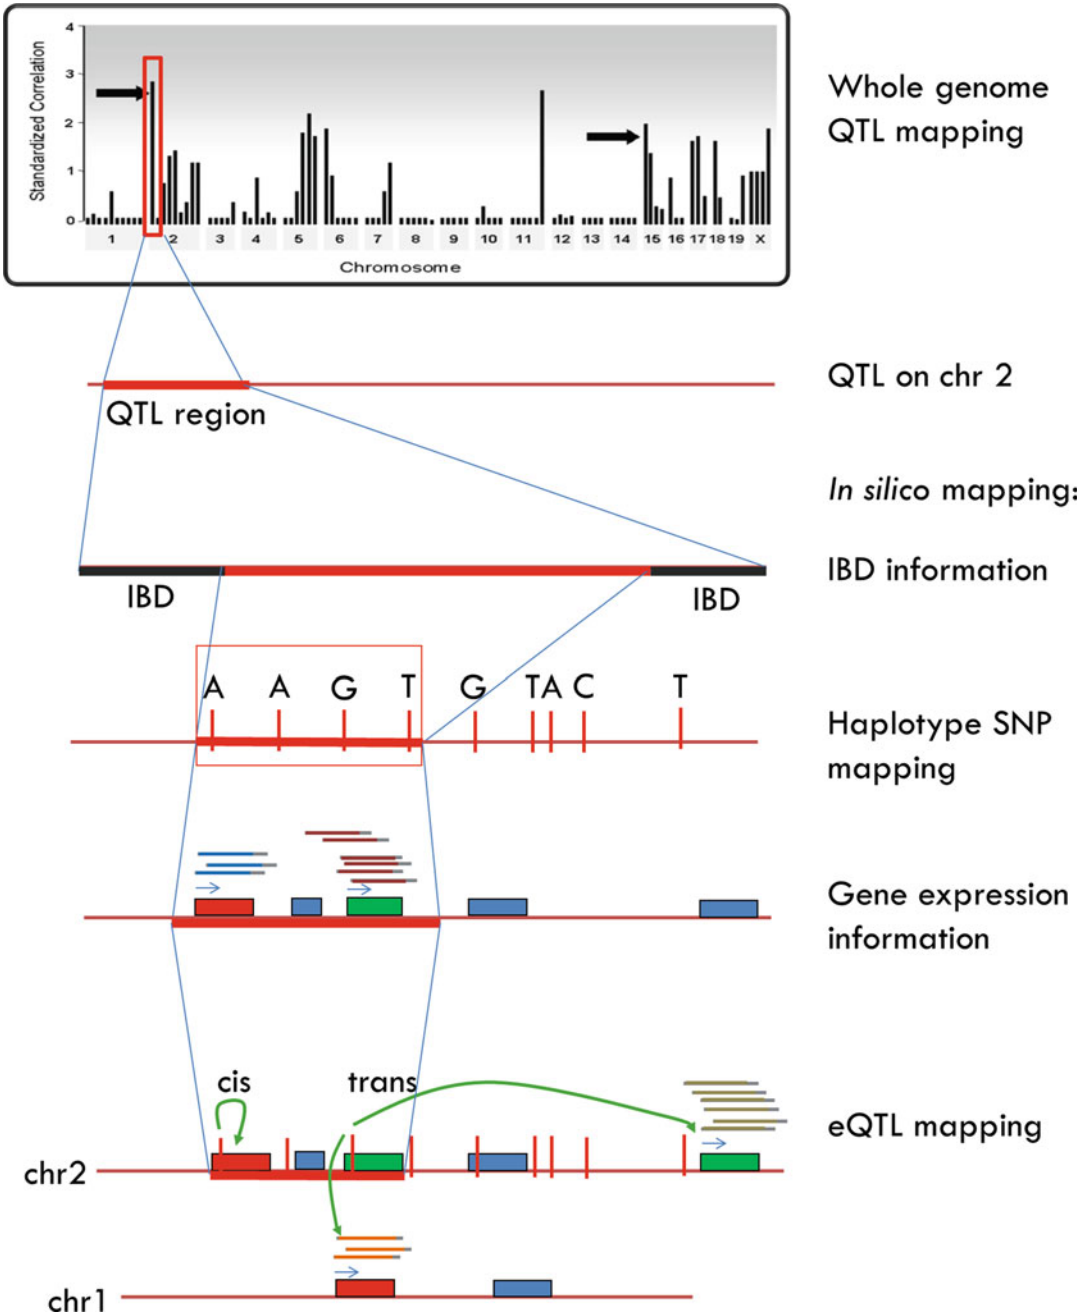 Standardized Correlation
4
3
2
1
0
1 2 3 4 5 6 7 8 9 10 11 12 13 14 15 16 17 18 19 X
Chromosome
Whole genome
QTL mapping
QTL on chr 2
QTL region
In silico mapping:
IBD information
IBD
IBD
A A G T G T A C T
Haplotype SNP
mapping
Gene expression
information
cis
trans
eQTL mapping
chr2
chr1